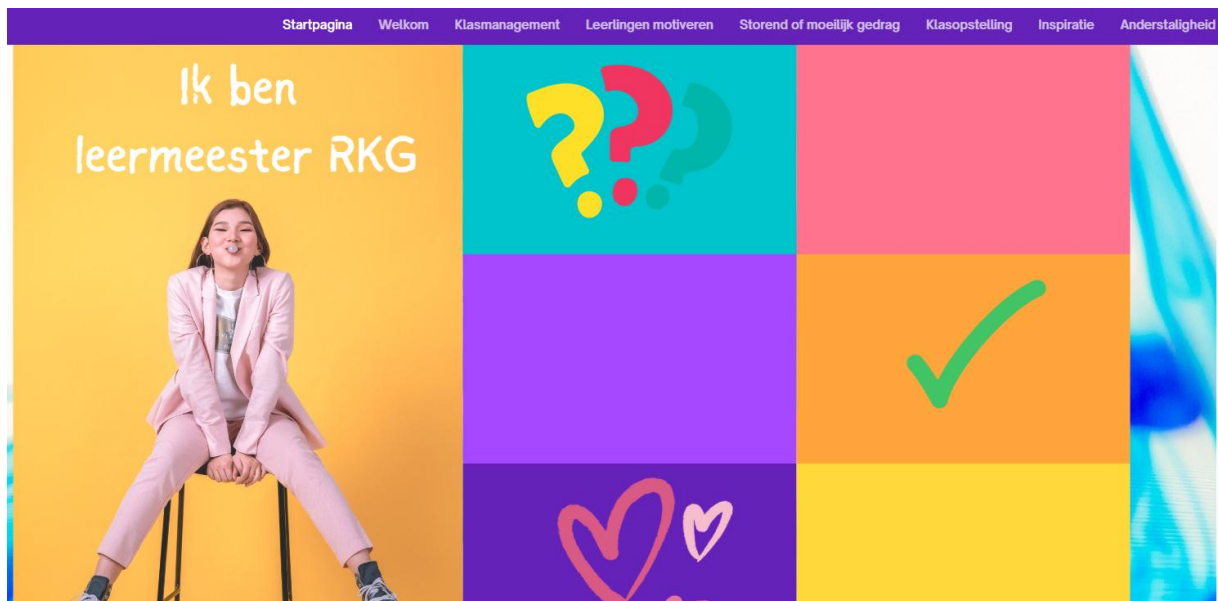 Startpagina Welkom Klasmanagement Leerlingen motiveren Storend of moeilijk gedrag Klasopstelling Inspiratie Anderstaligheid
Ik ben
leermeester RKG
???